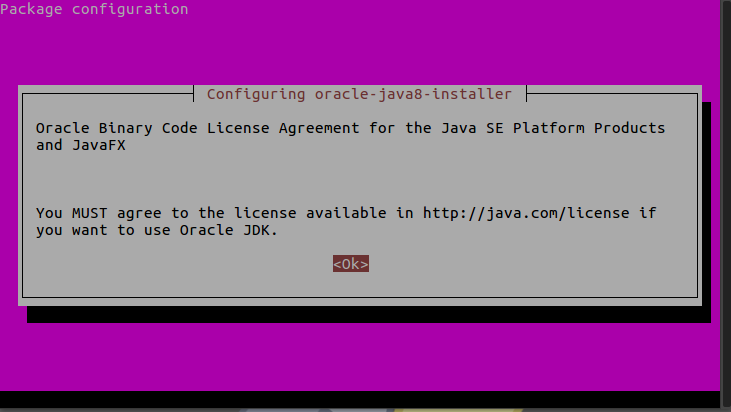 Package configuration
Configuring oracle-java8-installer
Oracle Binary Code License Agreement for the Java SE Platform Products
and JavaFX
You MUST agree to the license available in http://java.com/license if
you want to use Oracle JDK.
<Ok>